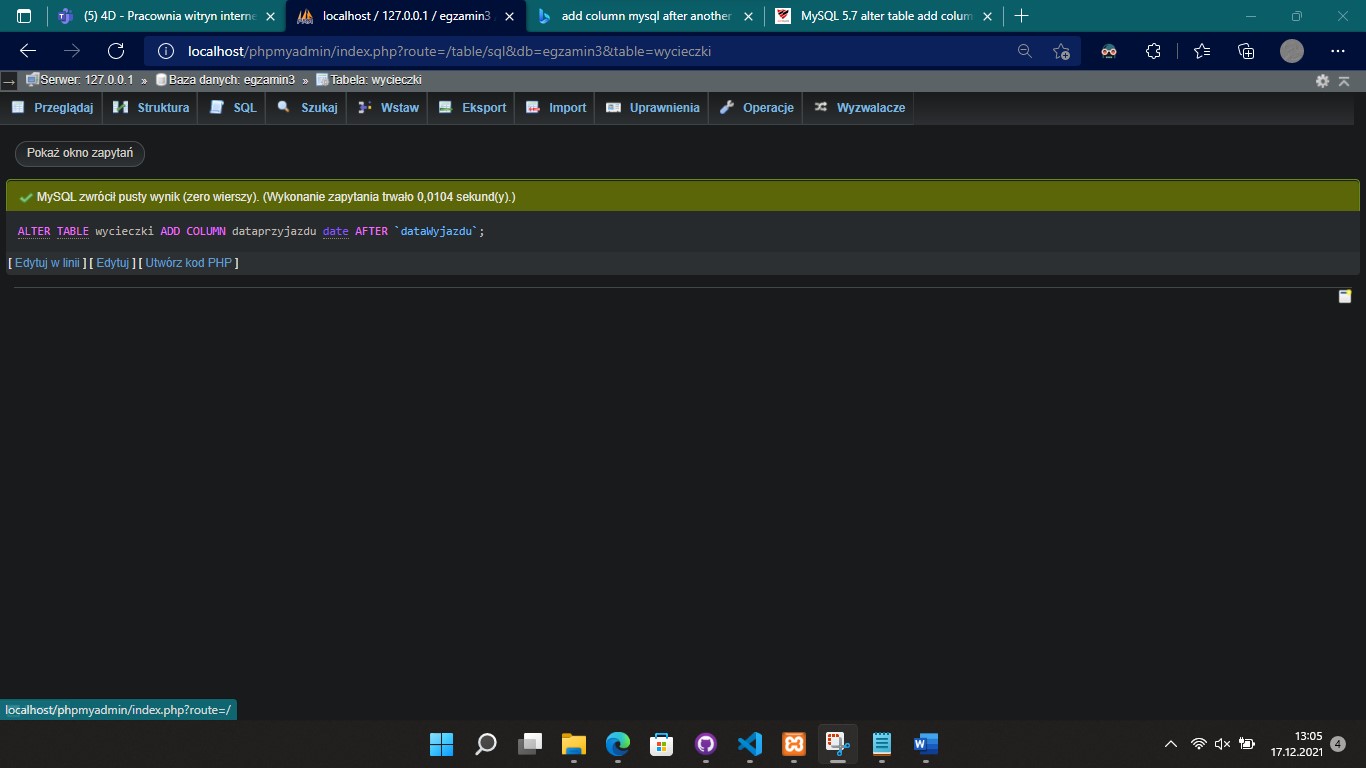 (5) 4D - Pracownia witryn interne
localhost / 127.0.0.1 / egzamin3
add column mysql after another
MySQL 5.7 alter table add colum
localhost/phpmyadmin/index.php?route=/table/sql&db=egzamin3&table=wycieczki
Serwer: 127.0.0.1 » Baza danych: egzamin3 » Tabela: wycieczki
Przeglądaj Struktura SQL Szukaj Wstaw Eksport Import Uprawnienia Operacje Wyzwalacze
Pokaż okno zapytań
MySQL zwrócił pusty wynik (zero wierszy). (Wykonanie zapytania trwało 0,0104 sekund(y).)
ALTER TABLE wycieczki ADD COLUMN dataprzyjazdu date AFTER `dataWyjazdu`;
[ Edytuj w linii ] [ Edytuj ] [ Utwórz kod PHP ]
localhost/phpmyadmin/index.php?route=/
13:05
17.12.2021
4